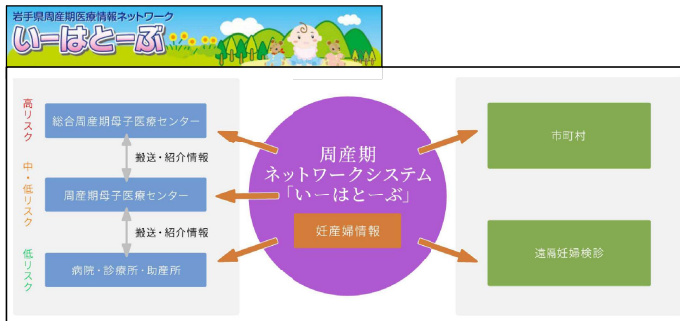 岩手県周産期医療情報ネットワーク
いーはとーぶ
高リスク
総合周産期母子医療センター
搬送・紹介情報
中・低リスク
周産期母子医療センター
搬送・紹介情報
低リスク
病院・診療所・助産所
周産期
ネットワークシステム
「いーはとーぶ」
妊産婦情報
市町村
遠隔妊婦検診